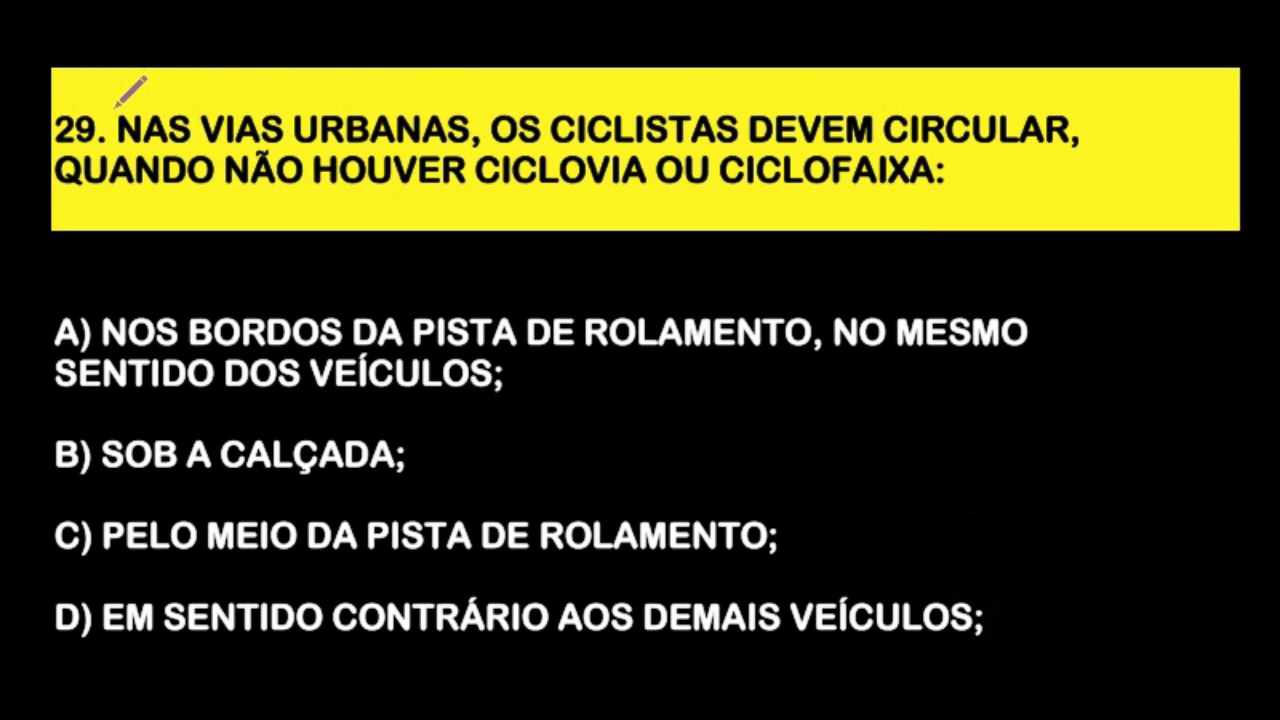 29. NAS VIAS URBANAS, OS CICLISTAS DEVEM CIRCULAR,
QUANDO NÃO HOUVER CICLOVIA OU CICLOFAIXA:
A) NOS BORDOS DA PISTA DE ROLAMENTO, NO MESMO
SENTIDO DOS VEÍCULOS;
B) SOB A CALÇADA;
C) PELO MEIO DA PISTA DE ROLAMENTO;
D) EM SENTIDO CONTRÁRIO AOS DEMAIS VEÍCULOS;